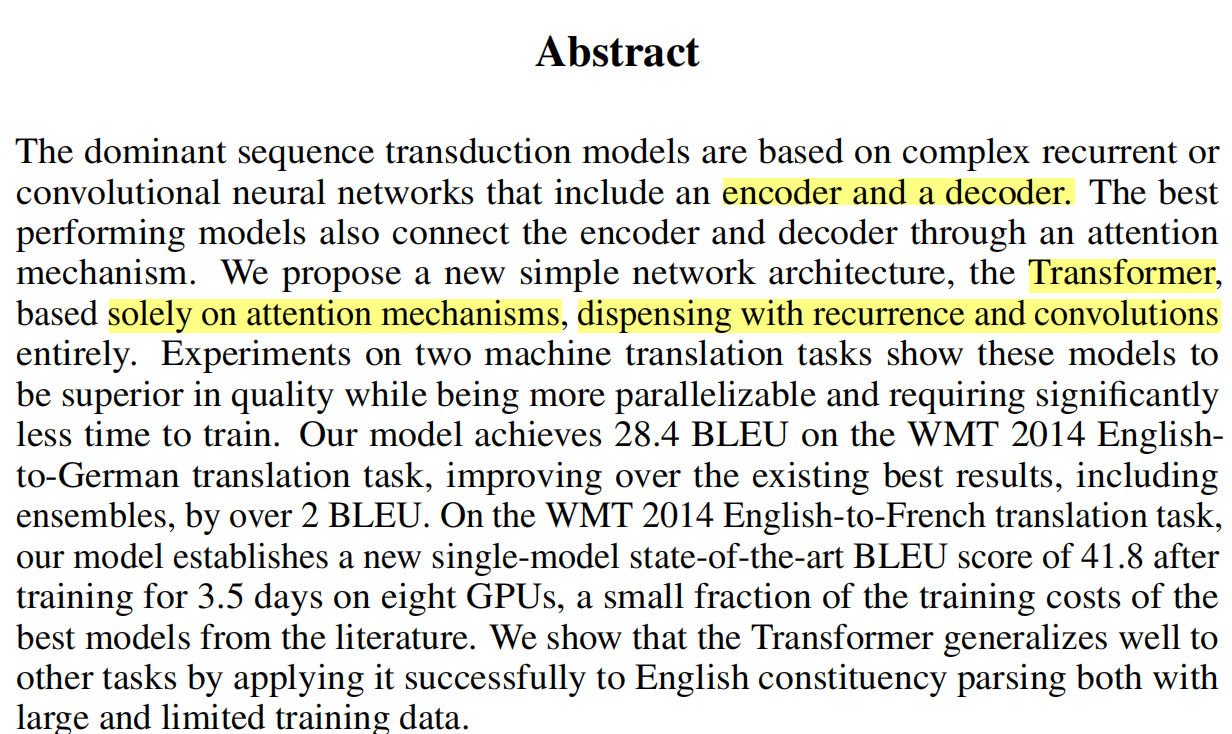 Abstract
The dominant sequence transduction models are based on complex recurrent or
convolutional neural networks that include an encoder and a decoder. The best
performing models also connect the encoder and decoder through an attention
mechanism. We propose a new simple network architecture, the Transformer,
based solely on attention mechanisms, dispensing with recurrence and convolutions
entirely. Experiments on two machine translation tasks show these models to
be superior in quality while being more parallelizable and requiring significantly
less time to train. Our model achieves 28.4 BLEU on the WMT 2014 English-
to-German translation task, improving over the existing best results, including
ensembles, by over 2 BLEU. On the WMT 2014 English-to-French translation task,
our model establishes a new single-model state-of-the-art BLEU score of 41.8 after
training for 3.5 days on eight GPUs, a small fraction of the training costs of the
best models from the literature. We show that the Transformer generalizes well to
other tasks by applying it successfully to English constituency parsing both with
large and limited training data.